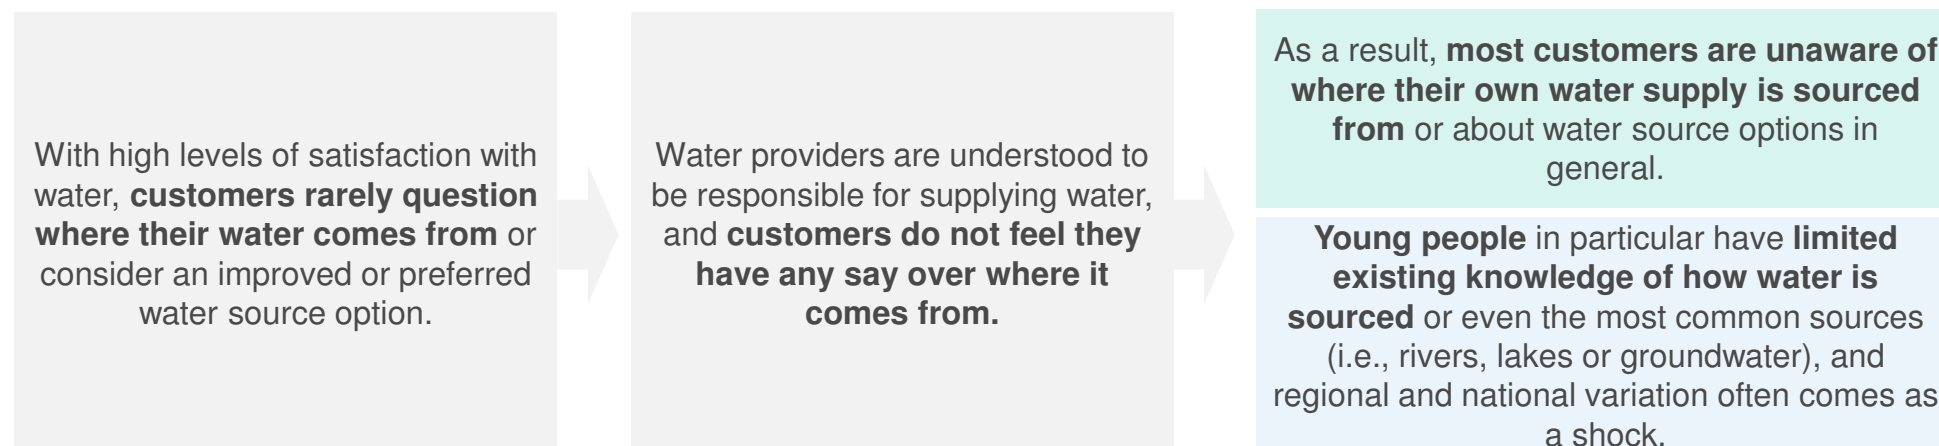 With high levels of satisfaction with
water, customers rarely question
where their water comes from or
consider an improved or preferred
water source option.
Water providers are understood to
be responsible for supplying water,
and customers do not feel they
have any say over where it
comes from.
As a result, most customers are unaware of
where their own water supply is sourced
from or about water source options in
general.
Young people in particular have limited
existing knowledge of how water is
sourced or even the most common sources
(i.e., rivers, lakes or groundwater), and
regional and national variation often comes as
a shock.